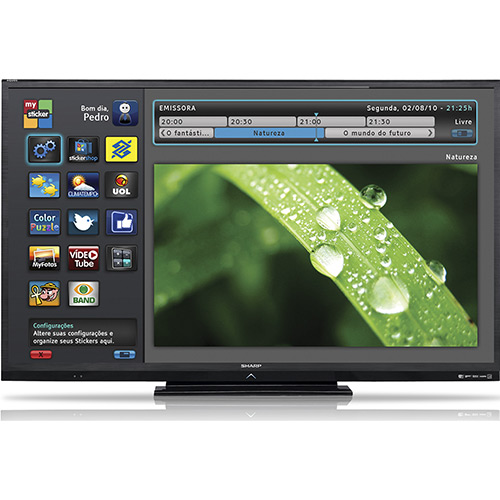 my
sticker
Bom dia,
Pedro
EMISSORA
Segunda, 02/08/10 - 21:25h
20:00
20:30
21:00
21:30
Livre
O fantásti...
Natureza
O mundo do futuro
Natureza
stickershop
CLIMATEMPO
UOL
Color
Puzzle
MyFotos
VIDEO
Tube
BAND
Configurações
Altere suas configurações e
organize seus Stickers aqui.
SHARP